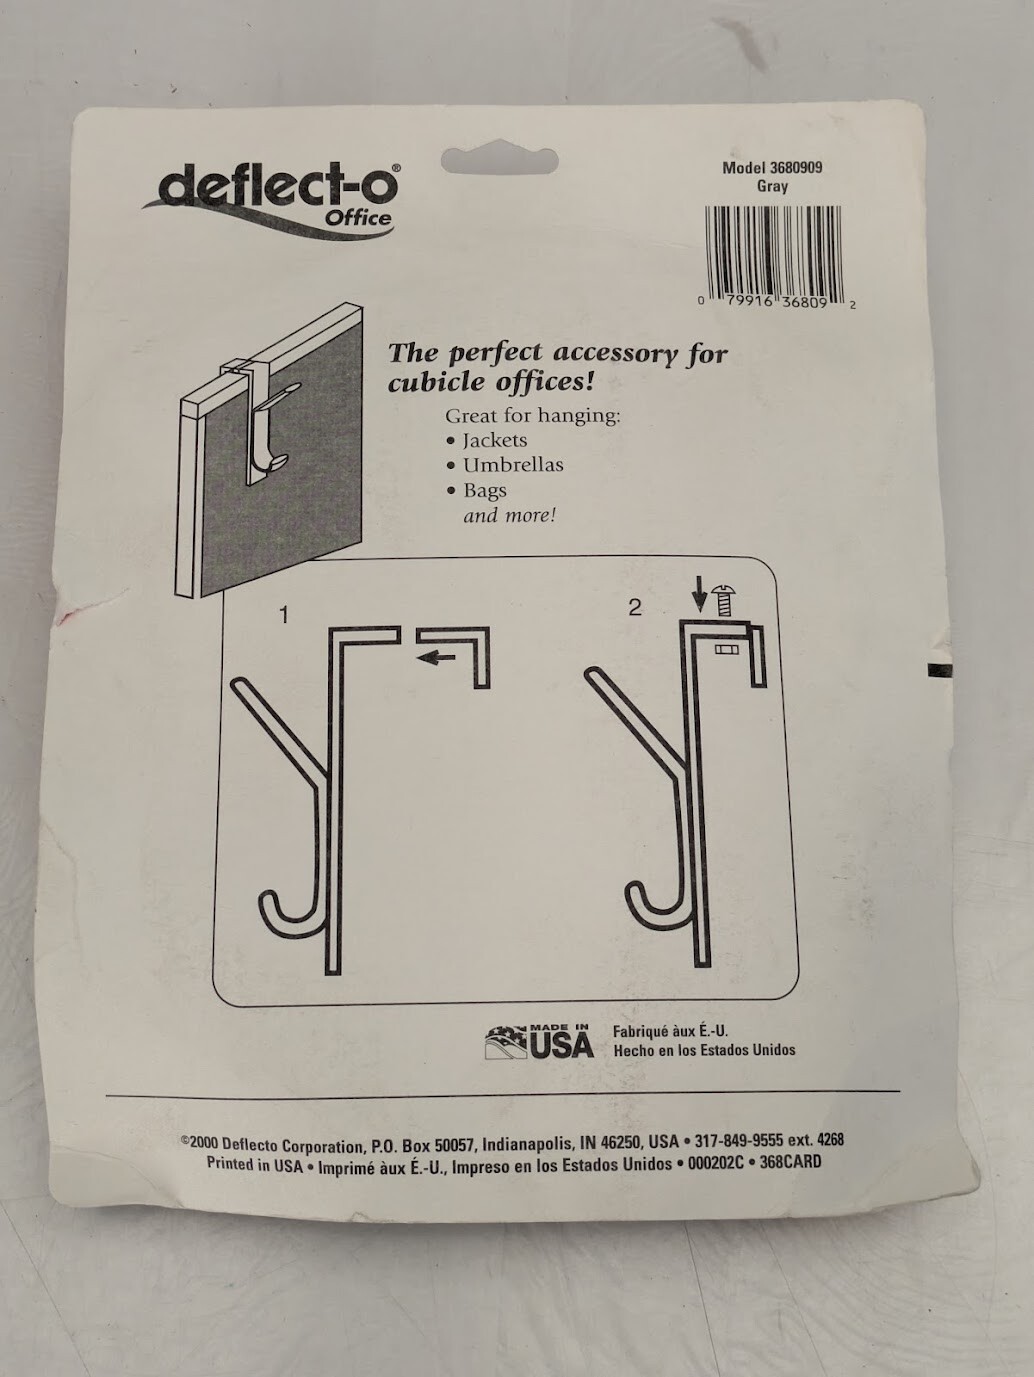 deflect-o®
Office
Model 3680909
Gray
0 79916 36809 2
The perfect accessory for
cubicle offices!
Great for hanging:
• Jackets
• Umbrellas
• Bags
and more!
1
2
MADE IN
USA
Fabriqué àux É.-U.
Hecho en los Estados Unidos
©2000 Deflecto Corporation, P.O. Box 50057, Indianapolis, IN 46250, USA • 317-849-9555 ext. 4268
Printed in USA • Imprimé àux É.-U., Impreso en los Estados Unidos • 000202C • 368CARD